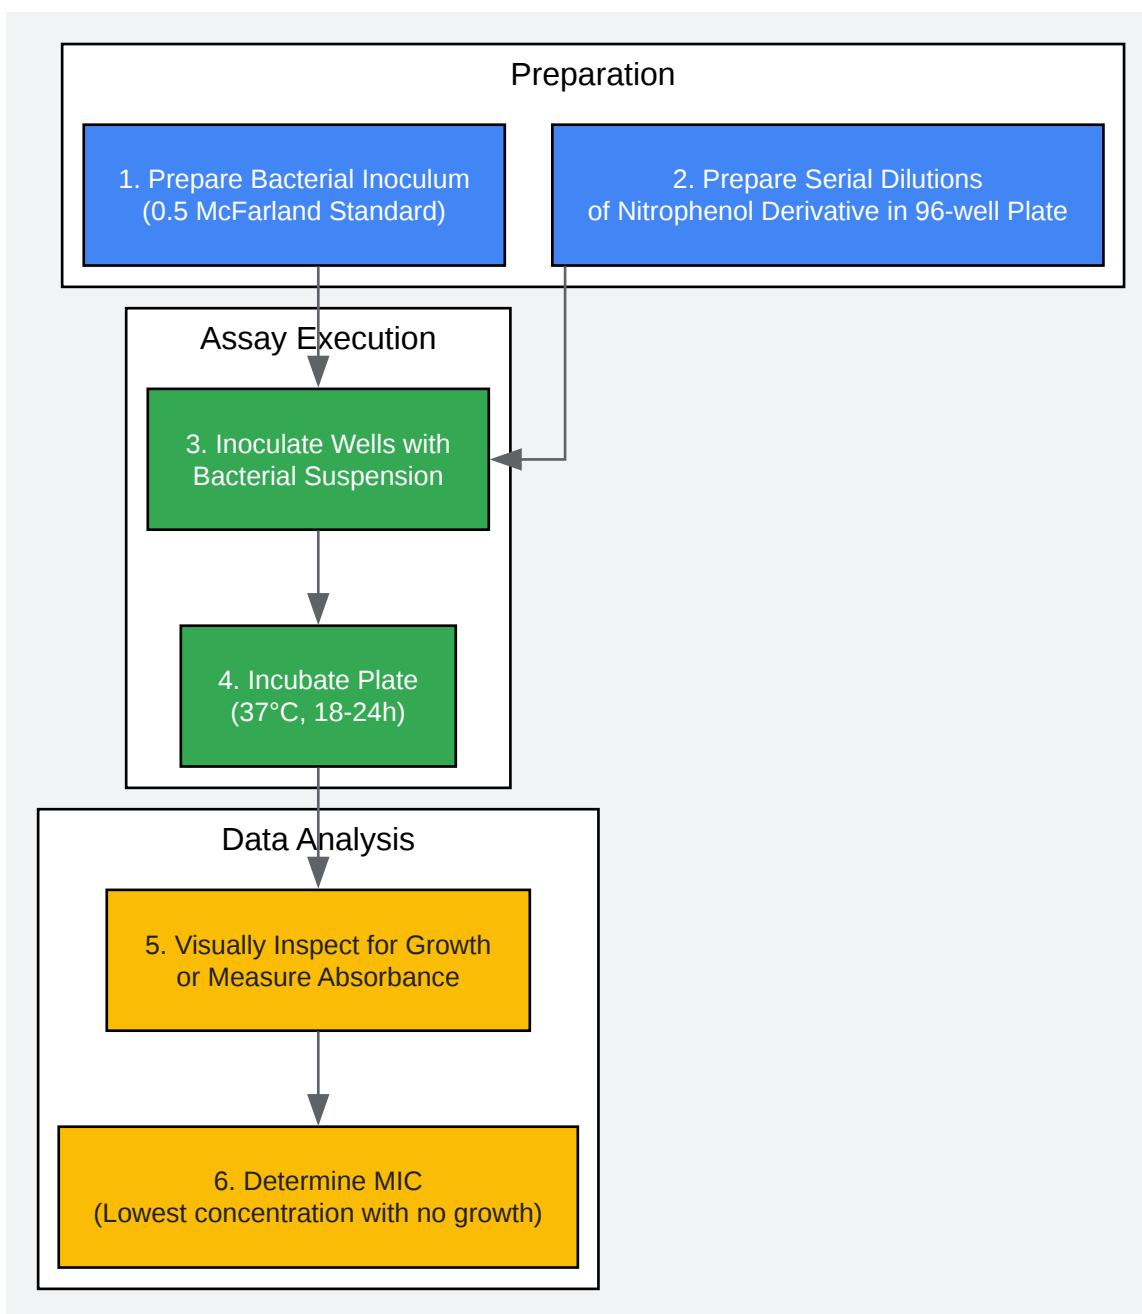 Preparation
1. Prepare Bacterial Inoculum
(0.5 McFarland Standard)
2. Prepare Serial Dilutions
of Nitrophenol Derivative in 96-well Plate
Assay Execution
3. Inoculate Wells with
Bacterial Suspension
4. Incubate Plate
(37°C, 18-24h)
Data Analysis
5. Visually Inspect for Growth
or Measure Absorbance
6. Determine MIC
(Lowest concentration with no growth)